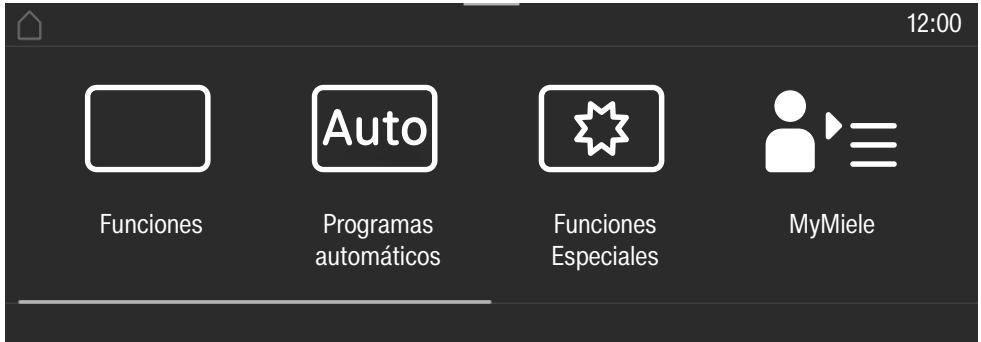 12:00
Auto
Funciones
Programas
automáticos
Funciones
Especiales
MyMiele